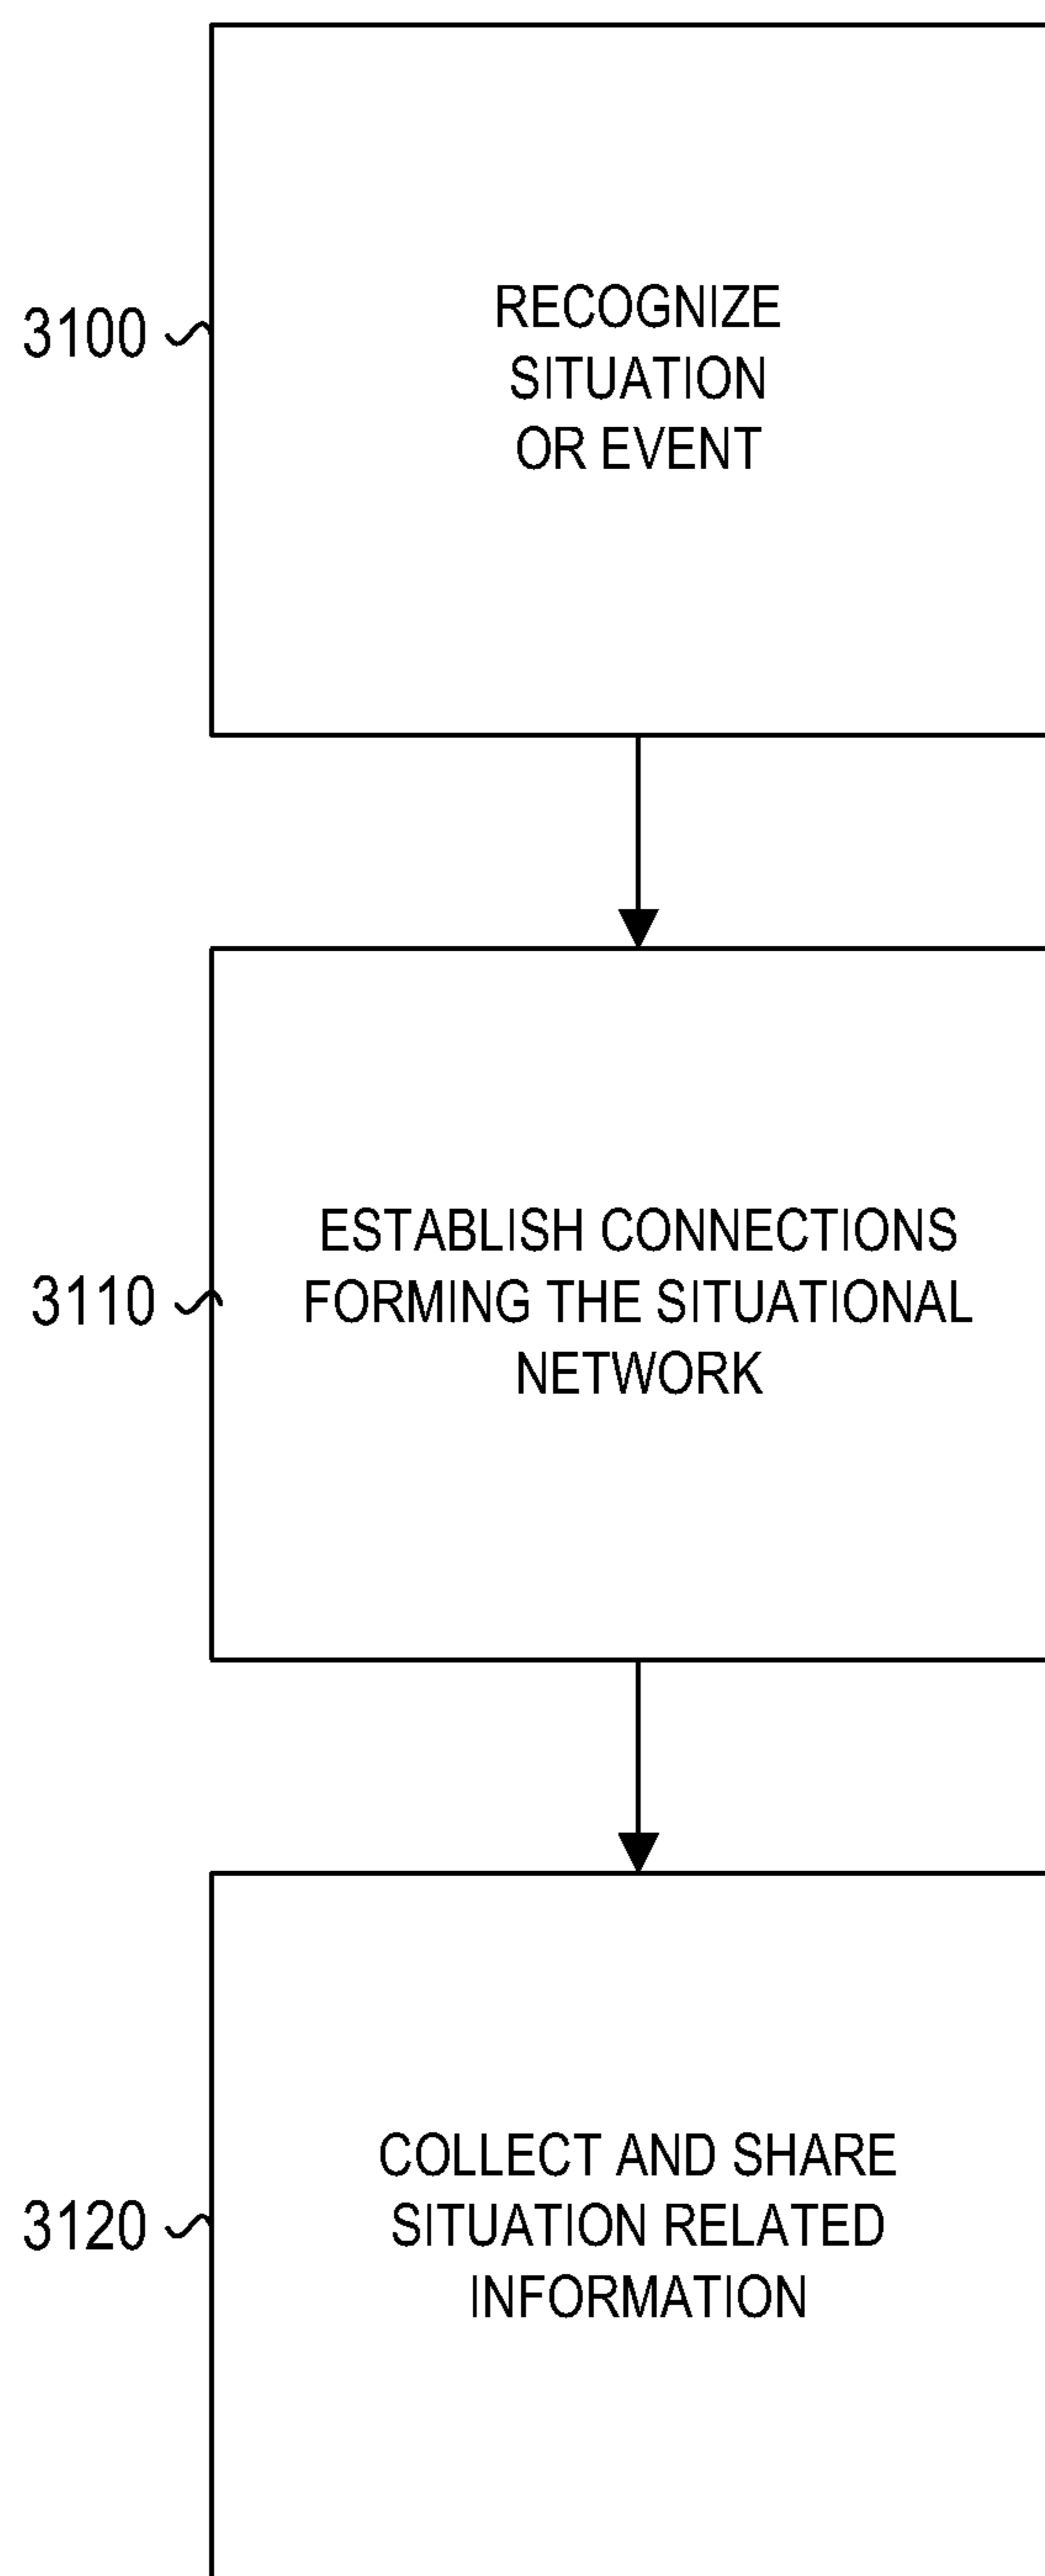 3100
RECOGNIZE
SITUATION
OR EVENT
3110
ESTABLISH CONNECTIONS
FORMING THE SITUATIONAL
NETWORK
3120
COLLECT AND SHARE
SITUATION RELATED
INFORMATION